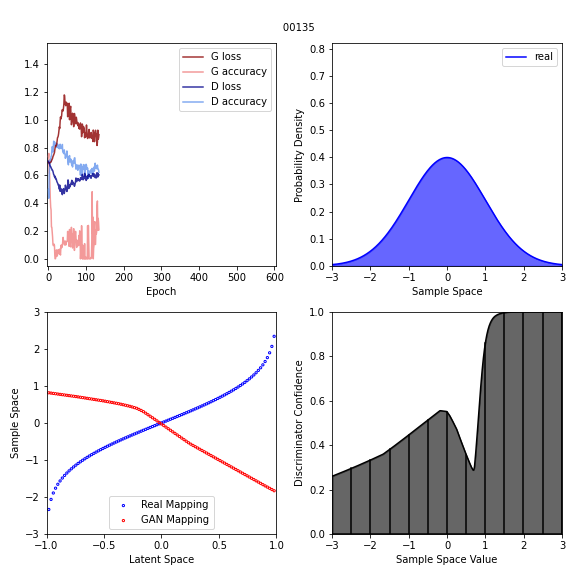 00135
1.4
1.2
1.0
0.8
0.6
0.4
0.2
0.0
0 100 200 300 400 500 600
Epoch
G loss
G accuracy
D loss
D accuracy
0.8
0.7
0.6
0.5
0.4
0.3
0.2
0.1
0.0
Probability Density
−3 −2 −1 0 1 2 3
Sample Space
real
3
2
1
0
−1
−2
−3
Sample Space
−1.0 −0.5 0.0 0.5 1.0
Latent Space
Real Mapping
GAN Mapping
1.0
0.8
0.6
0.4
0.2
0.0
Discriminator Confidence
−3 −2 −1 0 1 2 3
Sample Space Value